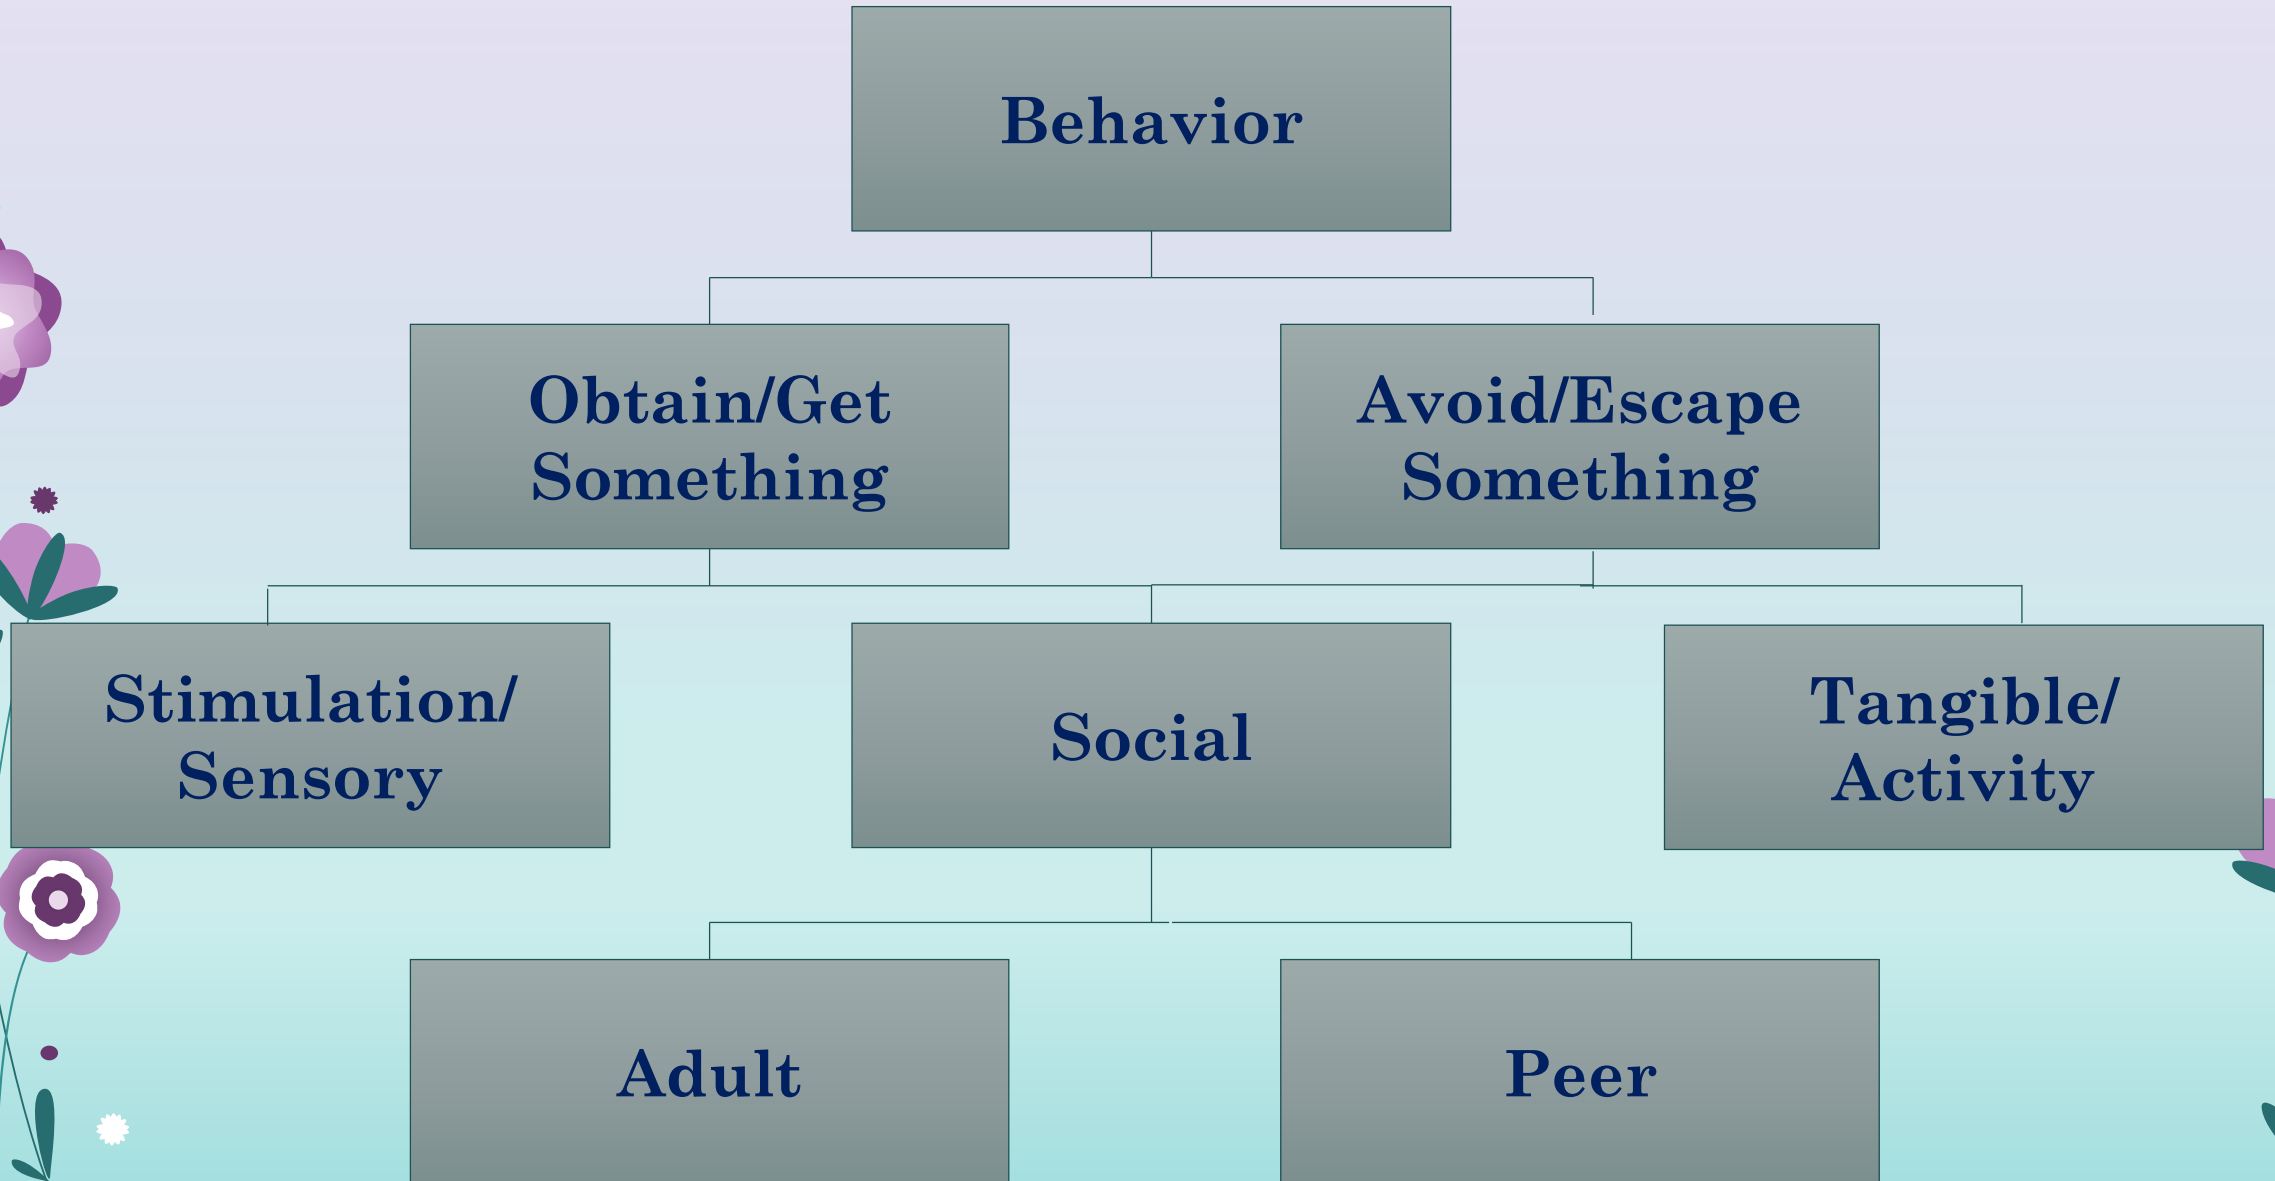 Behavior
Obtain/Get
Something
Avoid/Escape
Something
Stimulation/
Sensory
Social
Tangible/
Activity
Adult
Peer